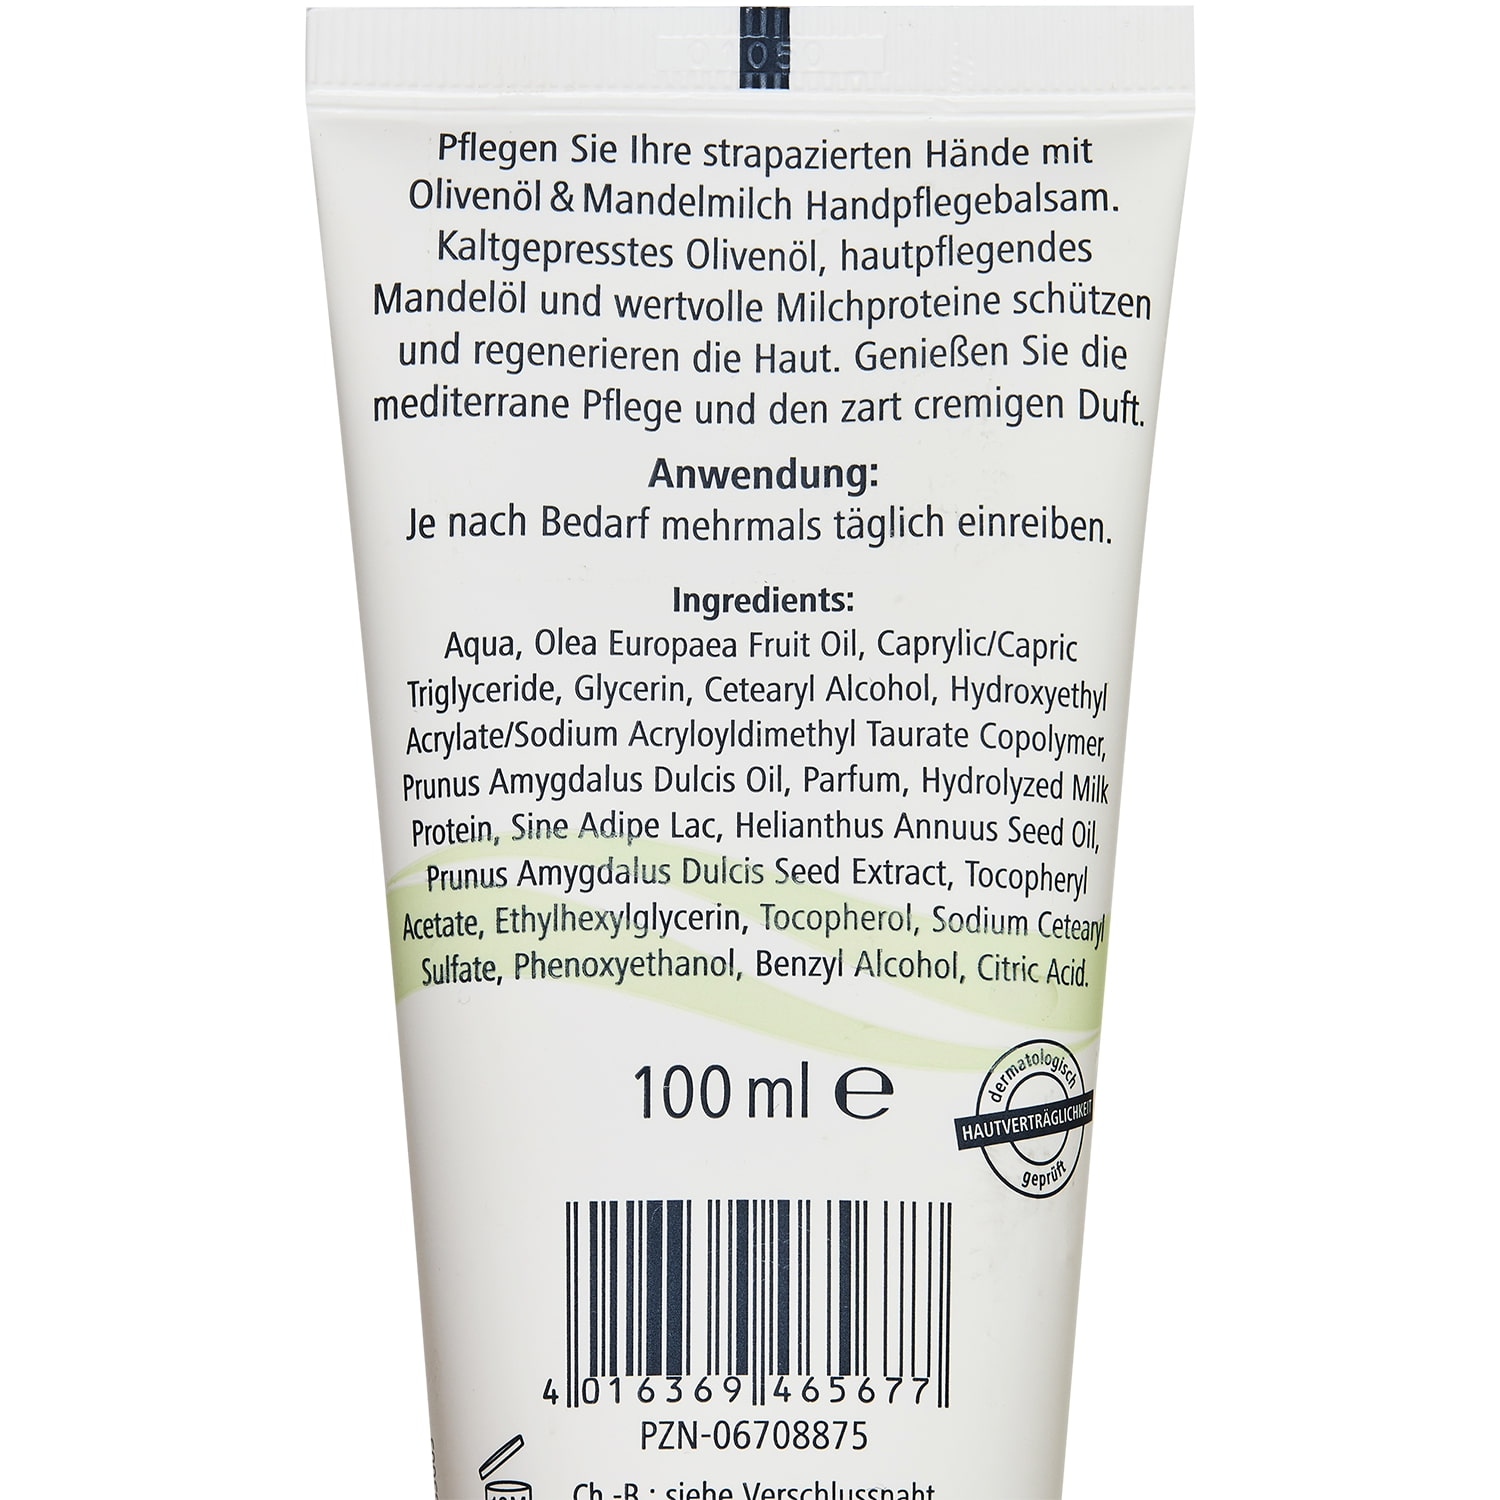 0105
Pflegen Sie Ihre strapazierten Hände mit
Olivenöl & Mandelmilch Handpflegebalsam.
Kaltgepresstes Olivenöl, hautpflegendes
Mandelöl und wertvolle Milchproteine schützen
und regenerieren die Haut. Genießen Sie die
mediterrane Pflege und den zart cremigen Duft.
Anwendung:
Je nach Bedarf mehrmals täglich einreiben.
Ingredients:
Aqua, Olea Europaea Fruit Oil, Caprylic/Capric
Triglyceride, Glycerin, Cetearyl Alcohol, Hydroxyethyl
Acrylate/Sodium Acryloyldimethyl Taurate Copolymer,
Prunus Amygdalus Dulcis Oil, Parfum, Hydrolyzed Milk
Protein, Sine Adipe Lac, Helianthus Annuus Seed Oil,
Prunus Amygdalus Dulcis Seed Extract, Tocopheryl
Acetate, Ethylhexylglycerin, Tocopherol, Sodium Cetearyl
Sulfate, Phenoxyethanol, Benzyl Alcohol, Citric Acid.
100 ml e
dermatologisch
HAUTVERTRÄGLICHKEIT
geprüft
4 016369 465677
PZN-06708875
Ch.-B.: siehe Verschlussnaht